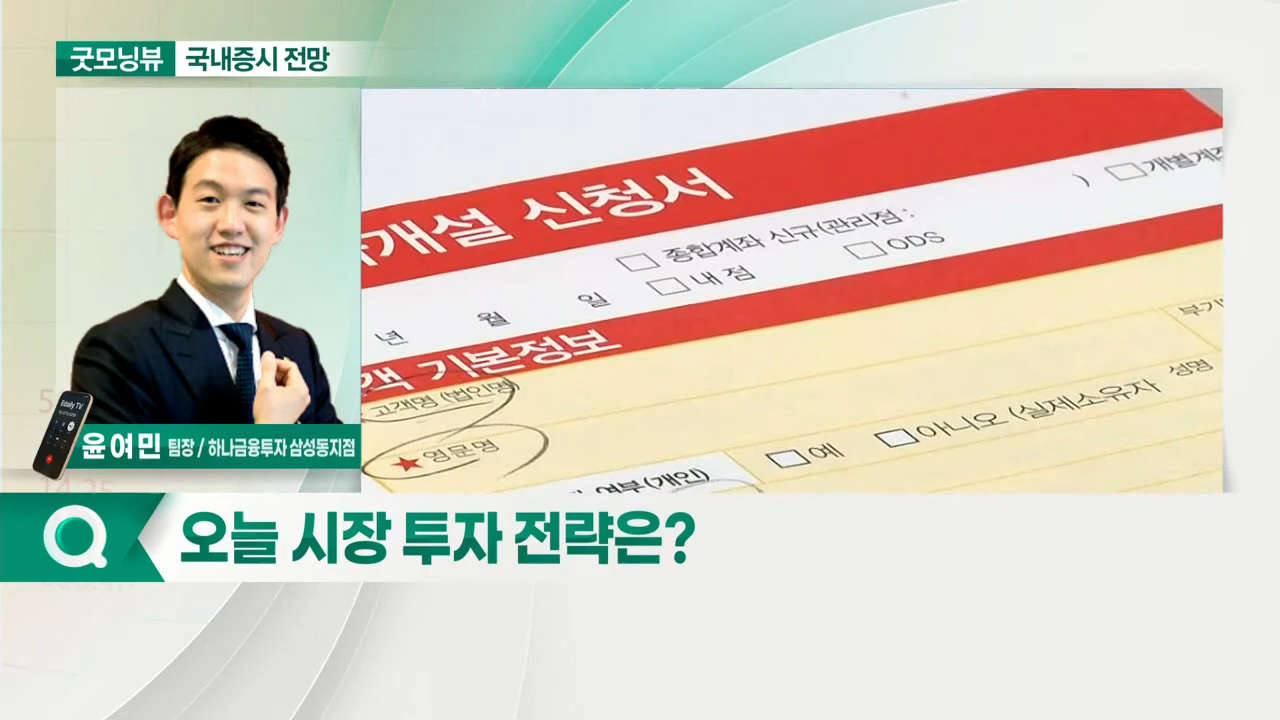 굿모닝뷰 국내증시 전망
개설 신청서
종합계좌 신규(관리점 :
) 개별계좌
년 월 일 내점 ODS
기본정보
고객명 (법인명)
부기
★영문명
예 아니오 (실제소유자 성명
여부(개인)
Edaily TV
윤여민 팀장 / 하나금융투자 삼성동지점
Q 오늘 시장 투자 전략은?